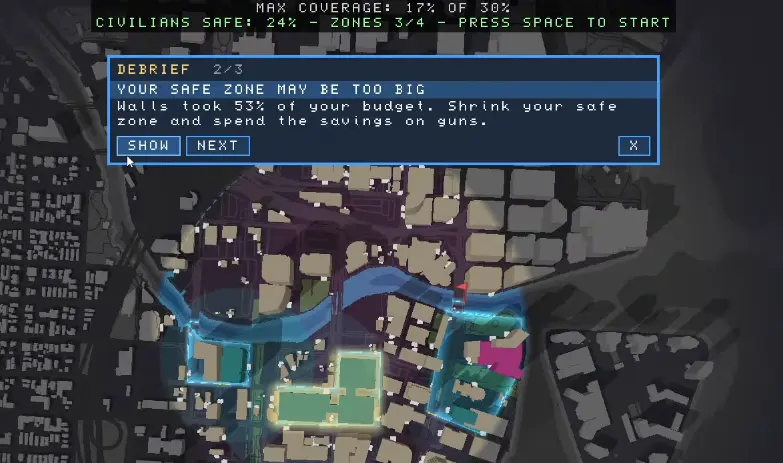 MAX COVERAGE: 17% OF 30%
CIVILIANS SAFE: 24% - ZONES 3/4 - PRESS SPACE TO START
DEBRIEF 2/3
YOUR SAFE ZONE MAY BE TOO BIG
Walls took 53% of your budget. Shrink your safe
zone and spend the savings on guns.
SHOW NEXT X